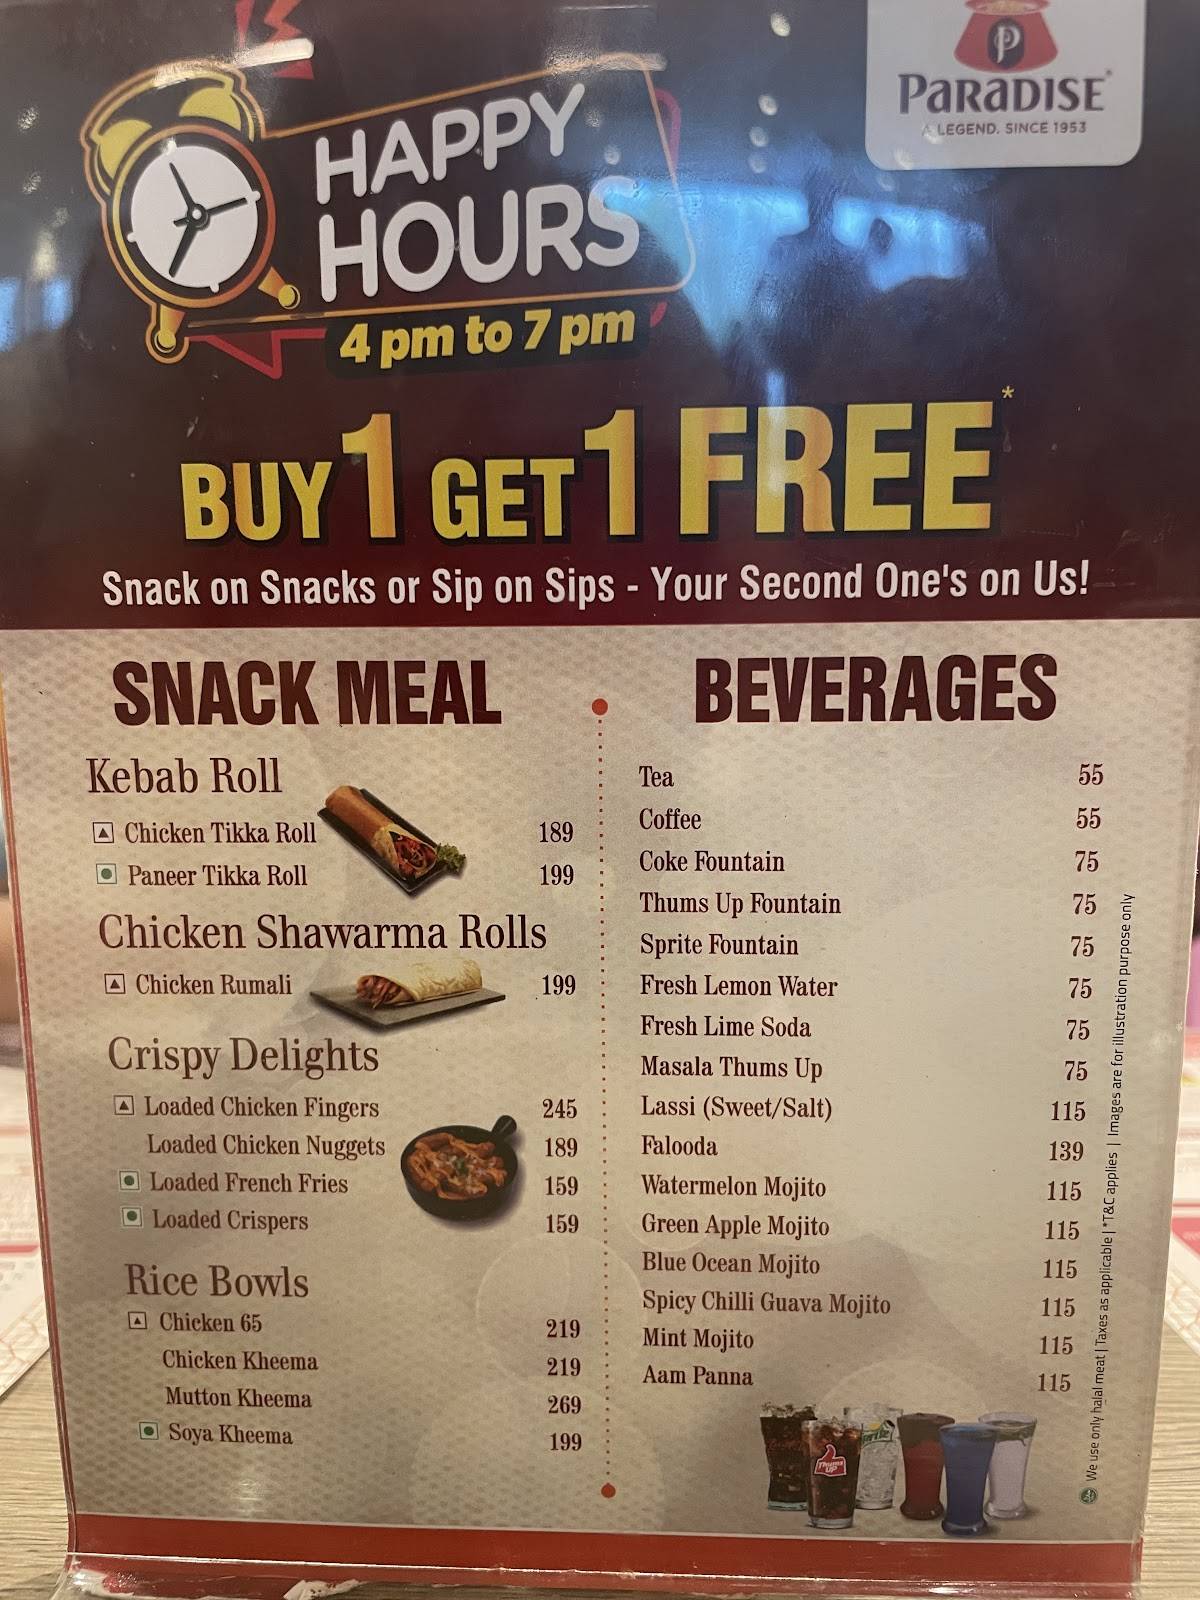 PARADISE
A LEGEND. SINCE 1953
HAPPY
HOURS
4 pm to 7 pm
BUY 1 GET 1 FREE*
Snack on Snacks or Sip on Sips - Your Second One's on Us!
SNACK MEAL
Kebab Roll
Chicken Tikka Roll 189
Paneer Tikka Roll 199
Chicken Shawarma Rolls
Chicken Rumali 199
Crispy Delights
Loaded Chicken Fingers 245
Loaded Chicken Nuggets 189
Loaded French Fries 159
Loaded Crispers 159
Rice Bowls
Chicken 65 219
Chicken Kheema 219
Mutton Kheema 269
Soya Kheema 199
BEVERAGES
Tea 55
Coffee 55
Coke Fountain 75
Thums Up Fountain 75
Sprite Fountain 75
Fresh Lemon Water 75
Fresh Lime Soda 75
Masala Thums Up 75
Lassi (Sweet/Salt) 115
Falooda 139
Watermelon Mojito 115
Green Apple Mojito 115
Blue Ocean Mojito 115
Spicy Chilli Guava Mojito 115
Mint Mojito 115
Aam Panna 115
Thums UP
We use only halal meat | Taxes as applicable | *T&C applies | Images are for illustration purpose only